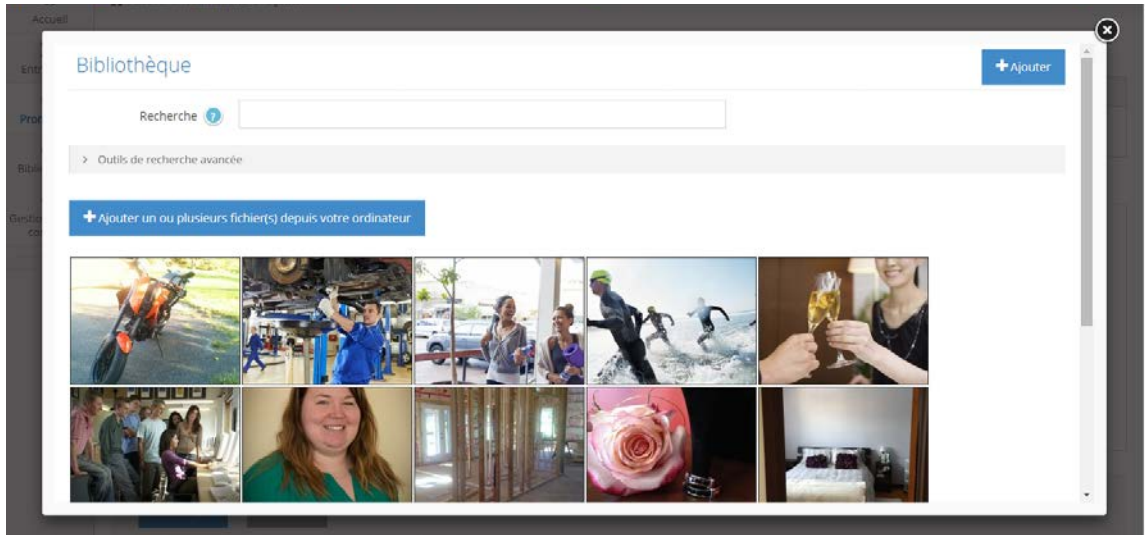 Accueil
Bibliothèque
+ Ajouter
Recherche ?
> Outils de recherche avancée
+ Ajouter un ou plusieurs fichier(s) depuis votre ordinateur